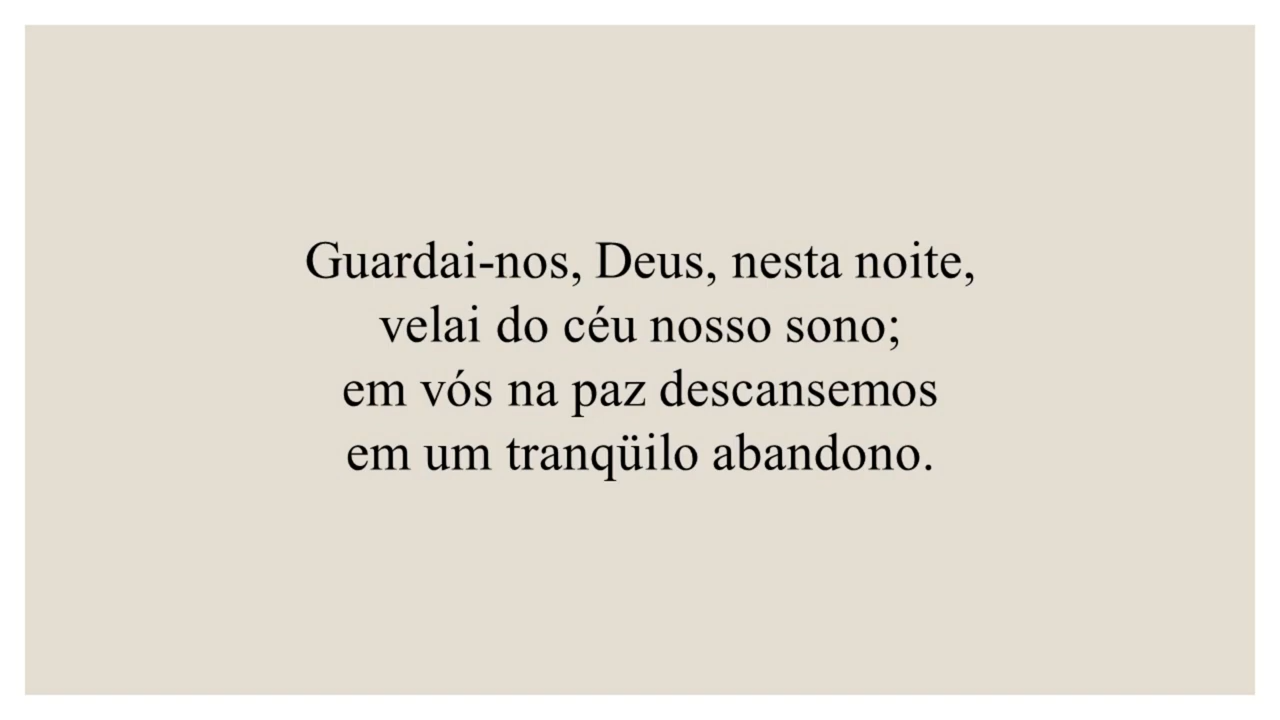 Guardai-nos, Deus, nesta noite,
velai do céu nosso sono;
em vós na paz descansemos
em um tranqüilo abandono.